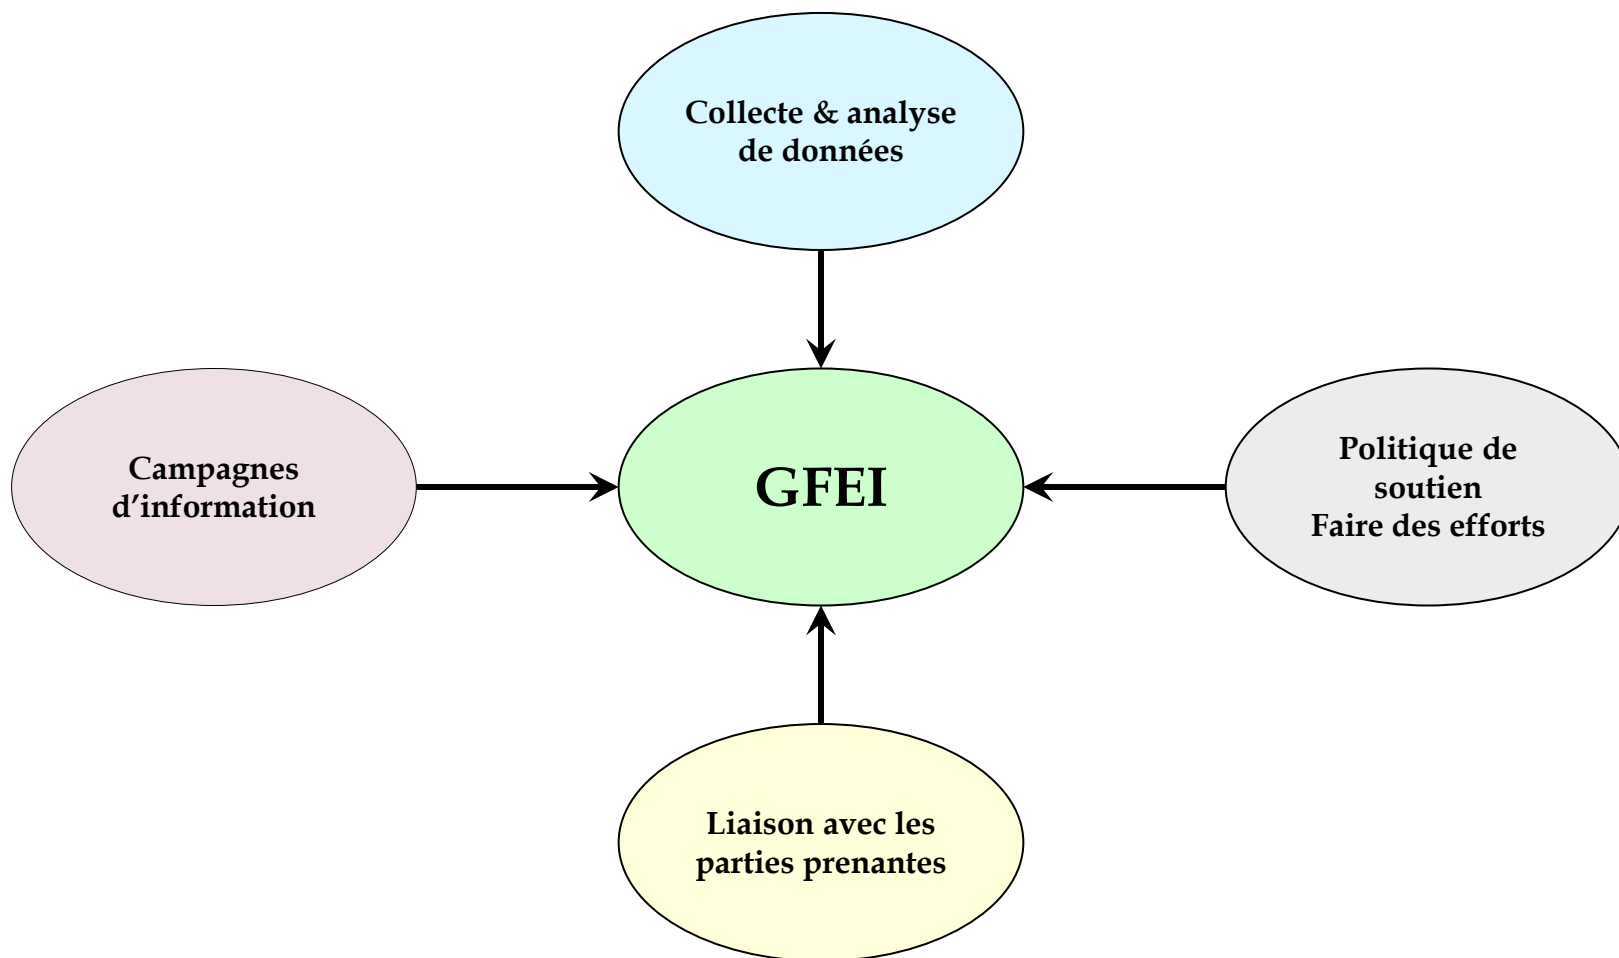 Collecte & analyse
de données
Campagnes
d’information
GFEI
Politique de
soutien
Faire des efforts
Liaison avec les
parties prenantes